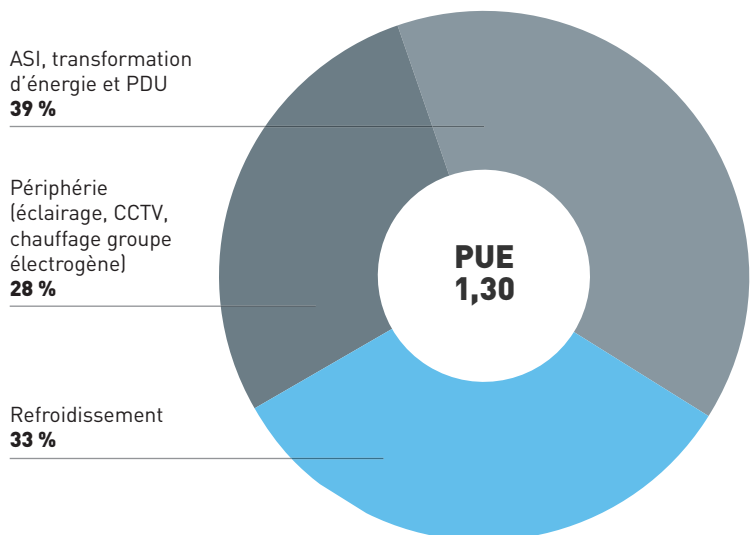 ASI, transformation
d’énergie et PDU
39 %
Périphérie
(éclairage, CCTV,
chauffage groupe
électrogène)
28 %
Refroidissement
33 %
PUE
1,30